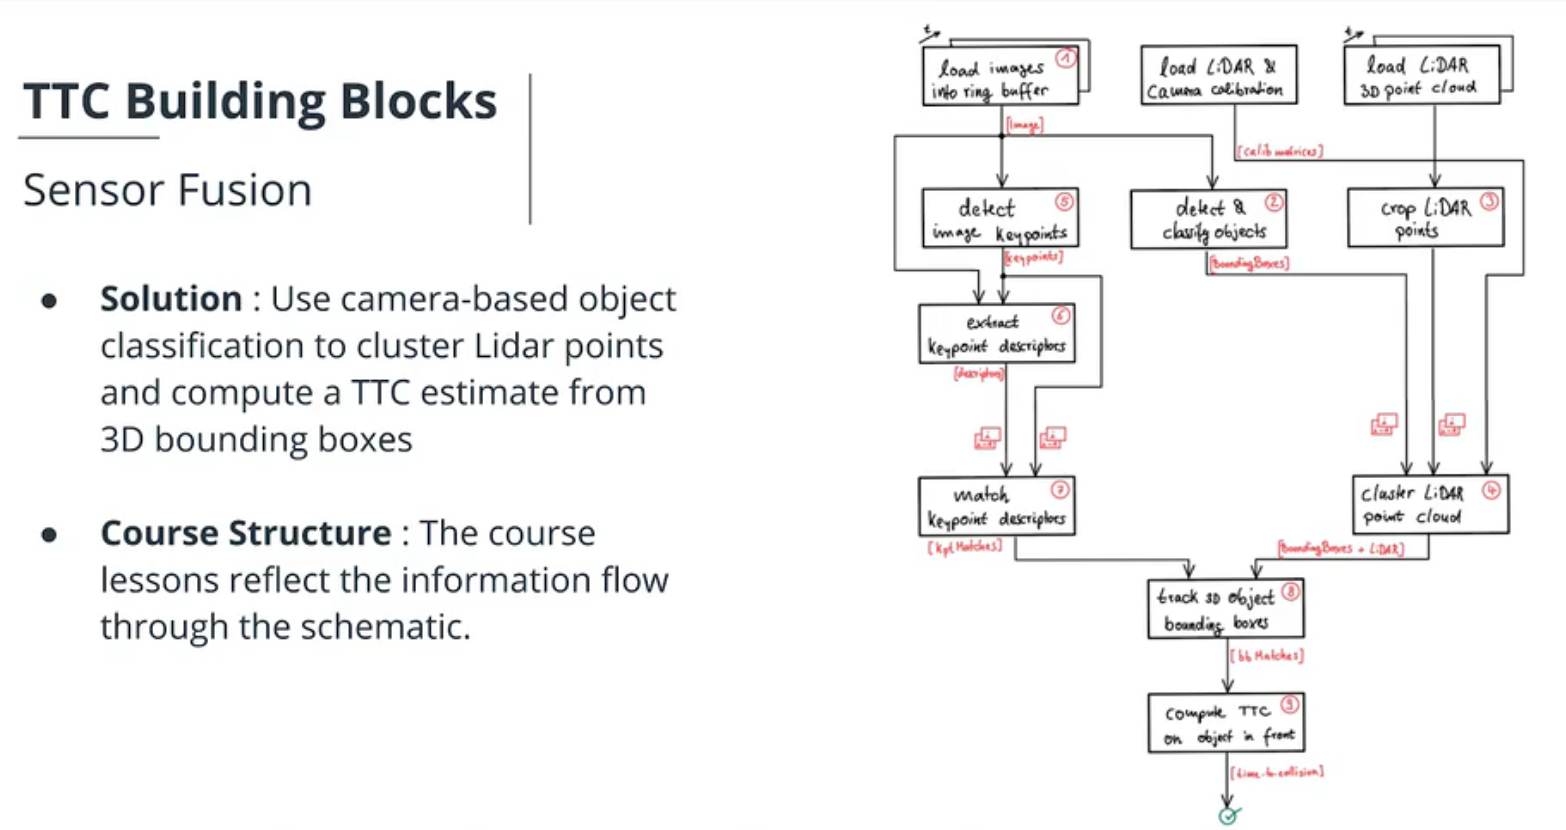 TTC Building Blocks
Sensor Fusion
● Solution : Use camera-based object
classification to cluster Lidar points
and compute a TTC estimate from
3D bounding boxes
● Course Structure : The course
lessons reflect the information flow
through the schematic.
t
load images
into ring buffer
1
load LiDAR &
Camera calibration
t
load LiDAR
3D point cloud
[Image]
[calib matrices]
detect
image keypoints
5
detect &
classify objects
2
crop LiDAR
points
3
[keypoints]
[BoundingBoxes]
extract
keypoint descriptors
6
[descriptors]
match
keypoint descriptors
7
cluster LiDAR
point cloud
4
[kpt Matches]
[BoundingBoxes + LiDAR]
track 3D object
bounding boxes
8
[bb Matches]
compute TTC
on object in front
9
[time-to-collision]